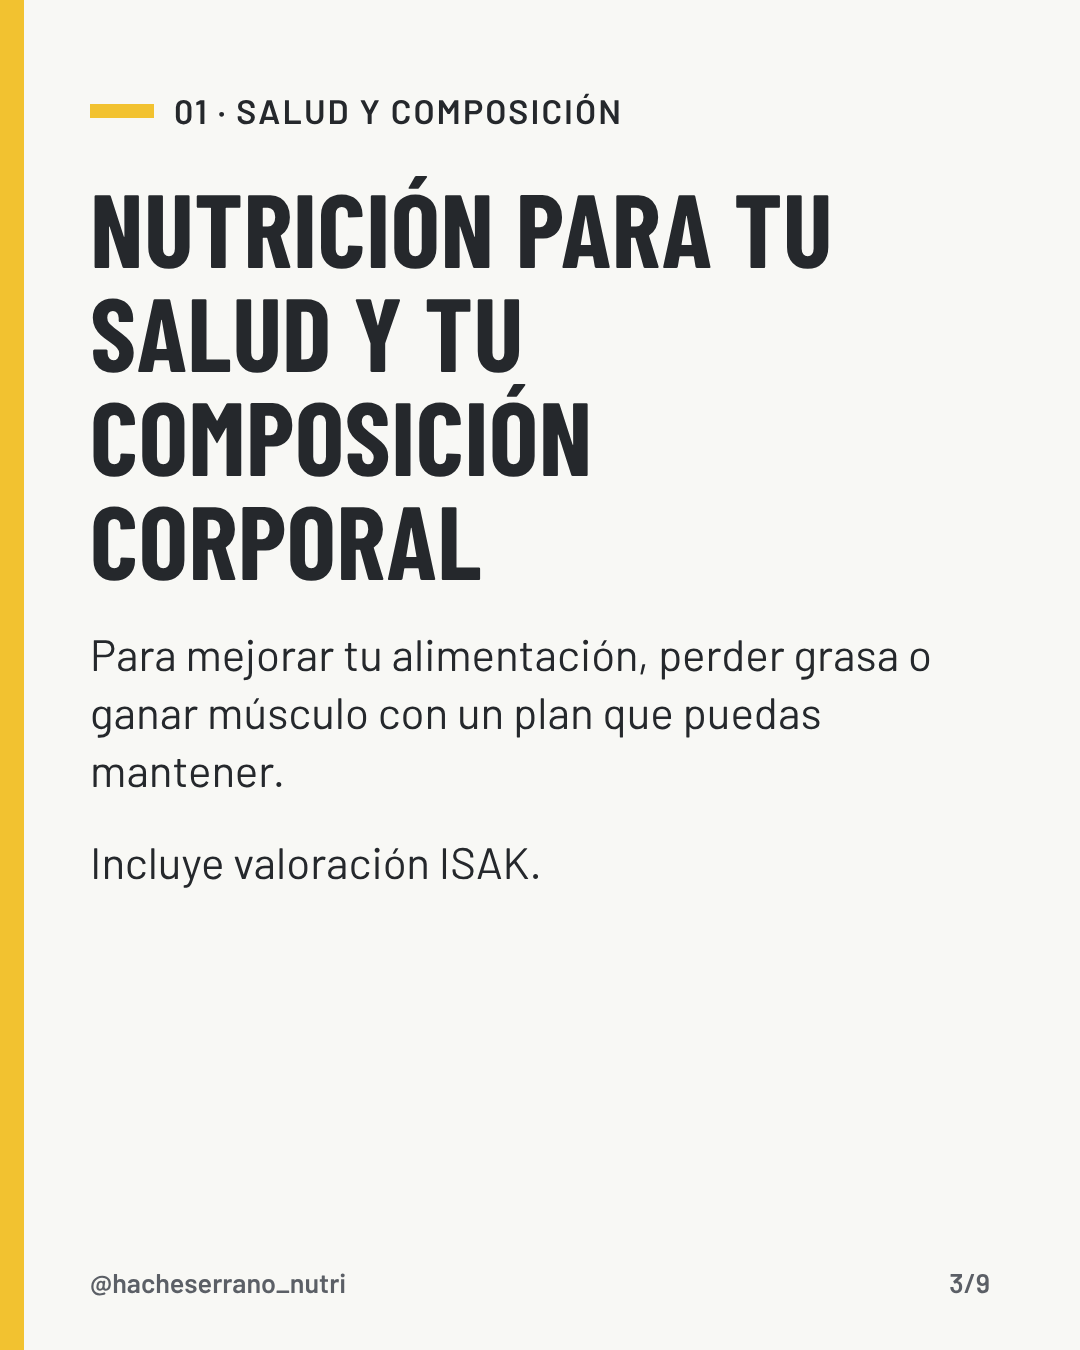 01 · SALUD Y COMPOSICIÓN
NUTRICIÓN PARA TU
SALUD Y TU
COMPOSICIÓN
CORPORAL
Para mejorar tu alimentación, perder grasa o
ganar músculo con un plan que puedas
mantener.
Incluye valoración ISAK.
@hacheserrano_nutri
3/9